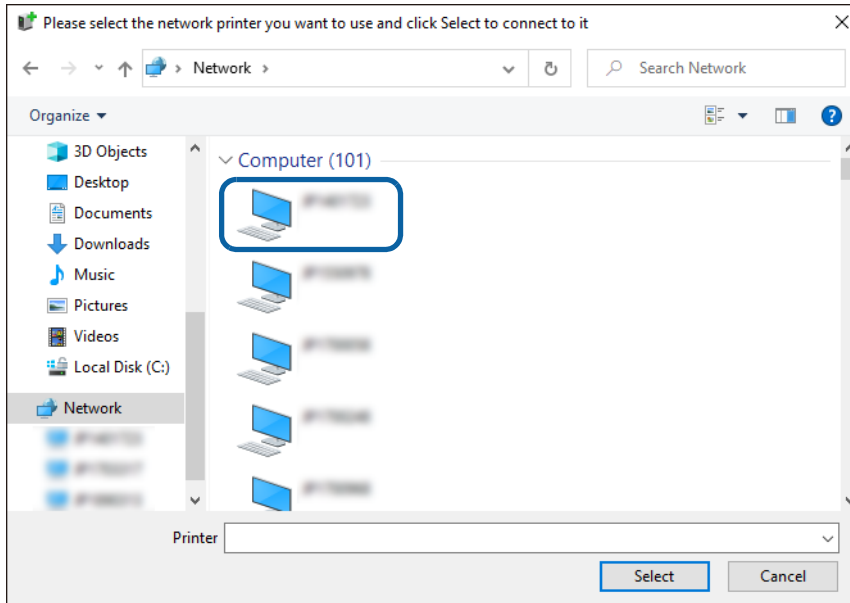 Please select the network printer you want to use and click Select to connect to it
Network
Search Network
Organize
3D Objects
Desktop
Documents
Downloads
Music
Pictures
Videos
Local Disk (C:)
Network
Computer (101)
Printer
Select
Cancel